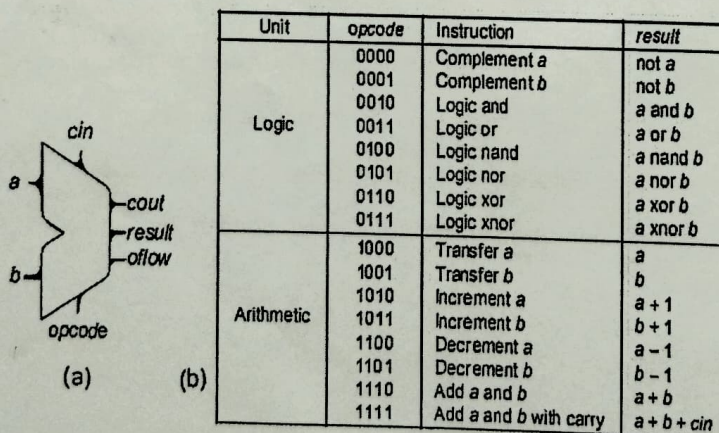 cin
a
cout
result
oflow
b
opcode
(a)
(b)
Unit opcode Instruction result
Logic
0000 Complement a not a
0001 Complement b not b
0010 Logic and a and b
0011 Logic or a or b
0100 Logic nand a nand b
0101 Logic nor a nor b
0110 Logic xor a xor b
0111 Logic xnor a xnor b
Arithmetic
1000 Transfer a a
1001 Transfer b b
1010 Increment a a + 1
1011 Increment b b + 1
1100 Decrement a a − 1
1101 Decrement b b − 1
1110 Add a and b a + b
1111 Add a and b with carry a + b + cin